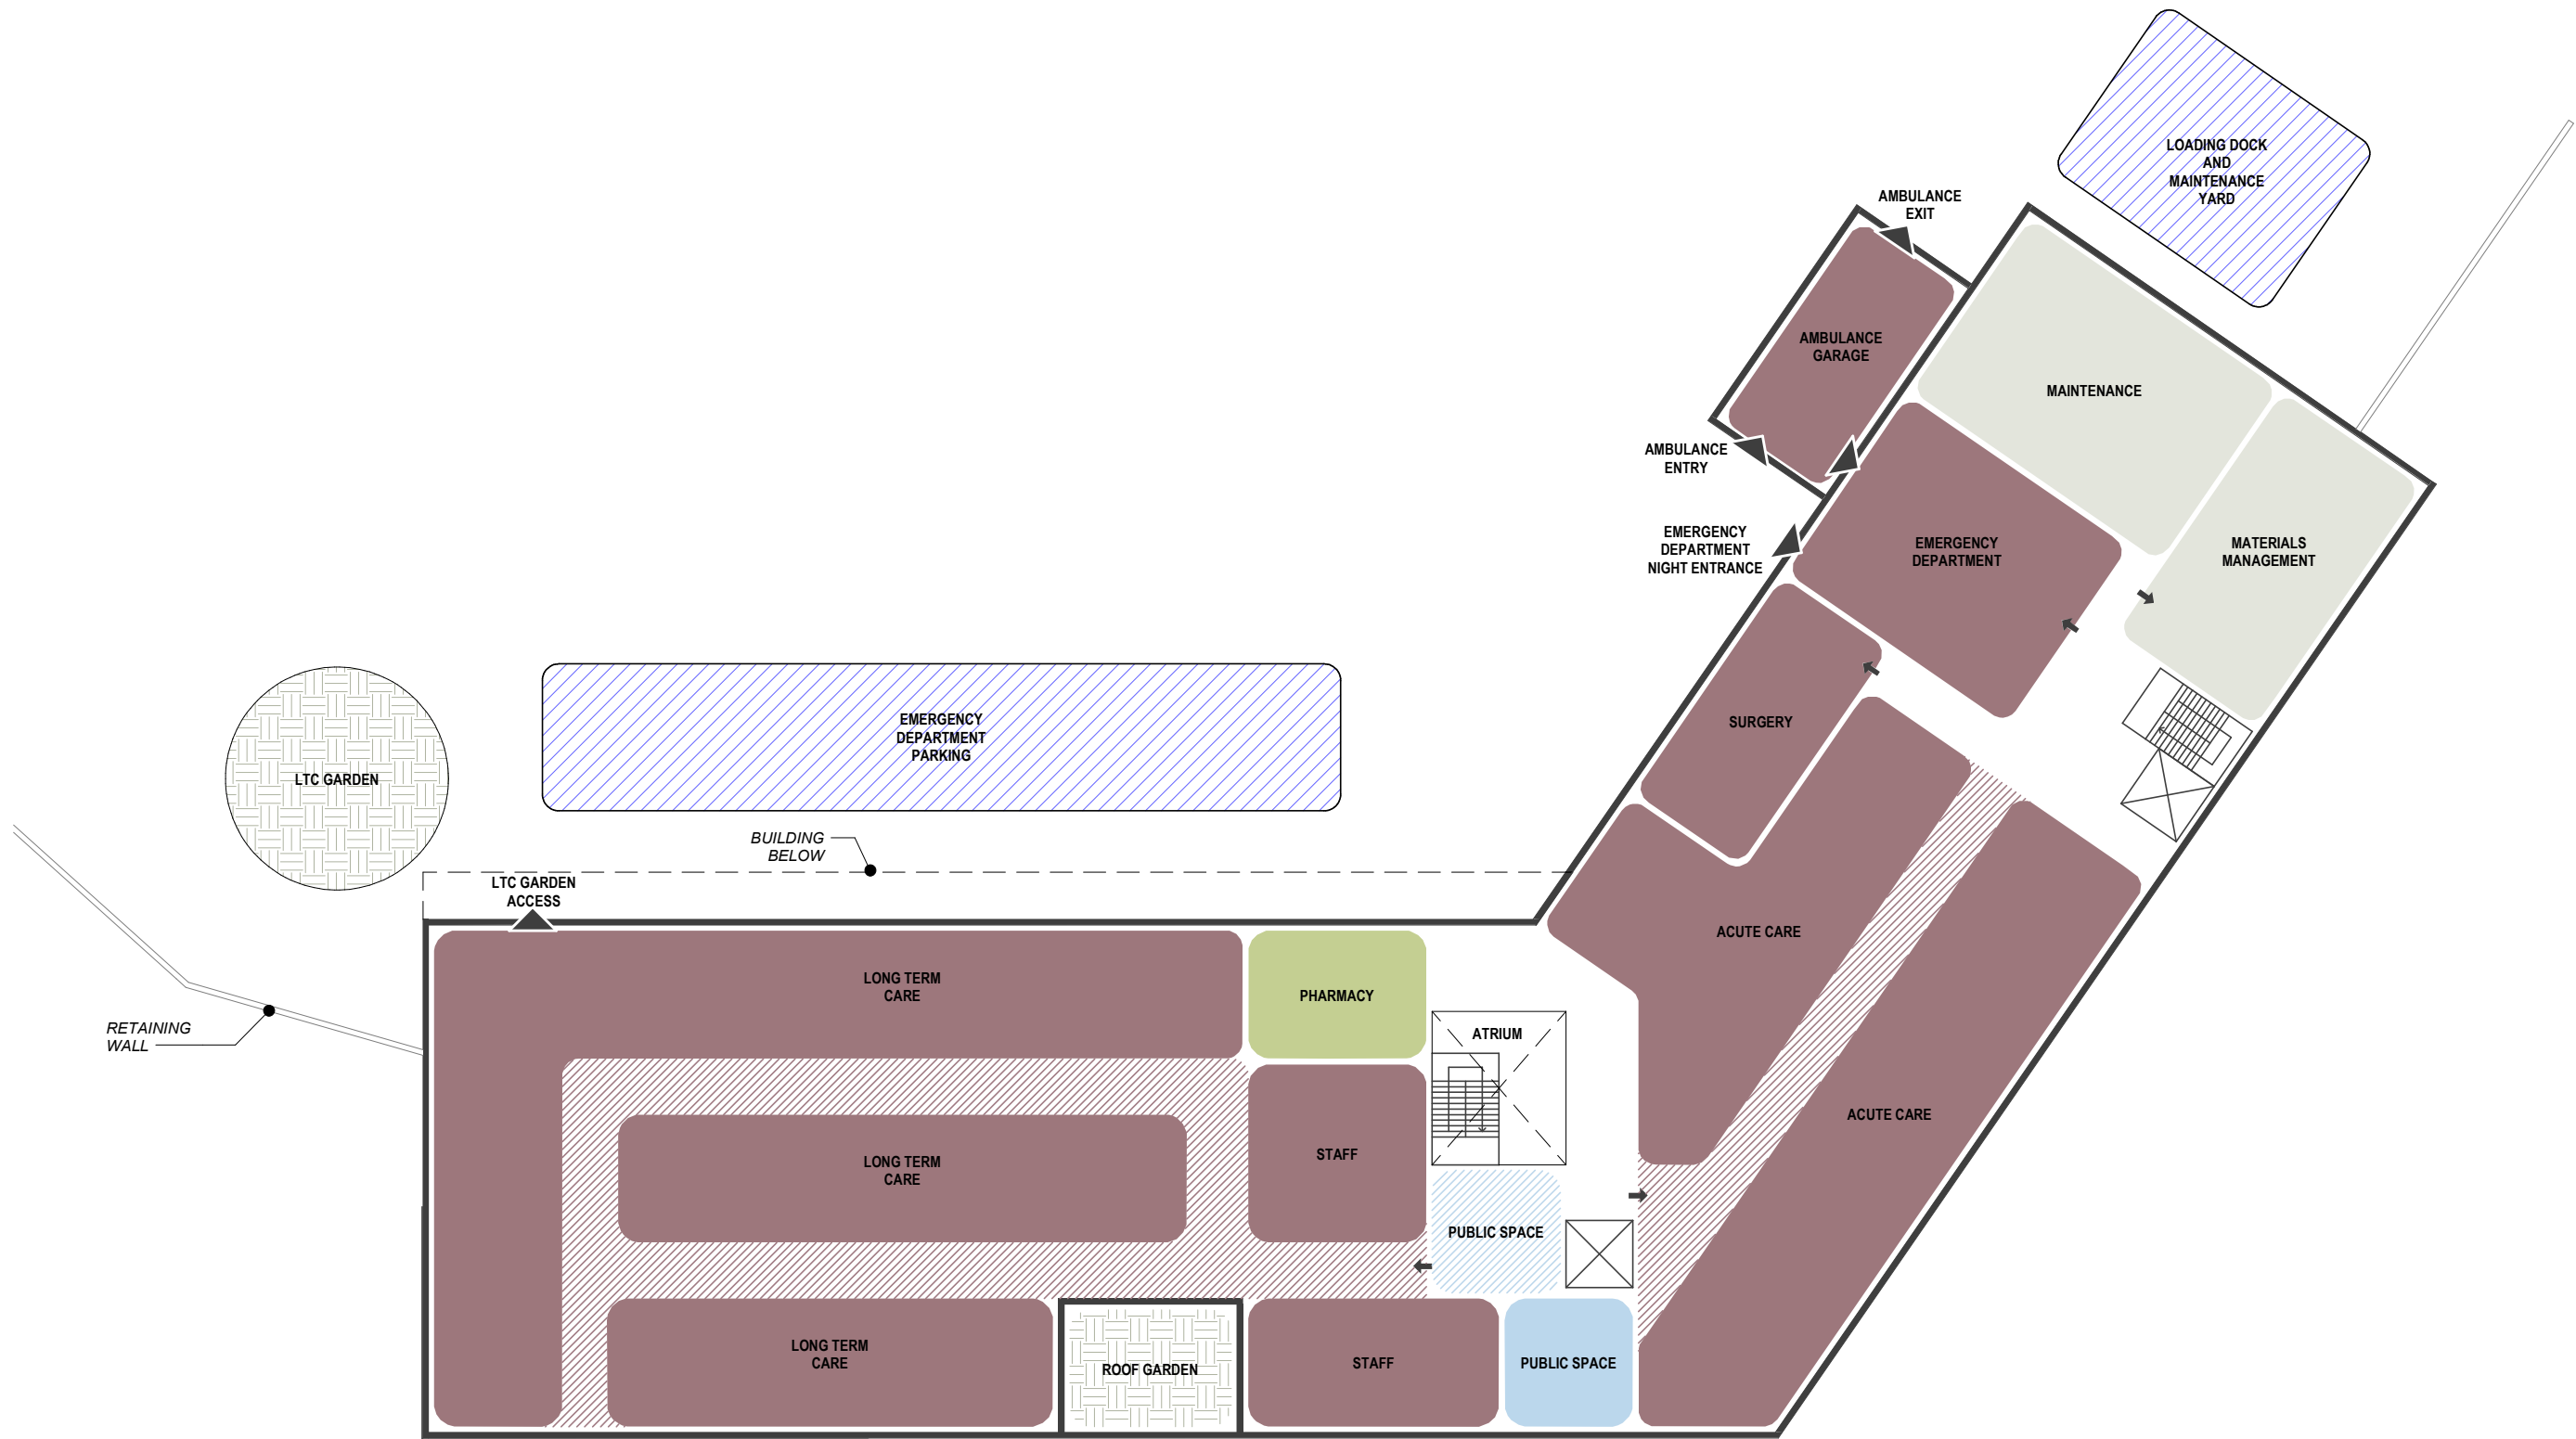 LOADING DOCK
AND
MAINTENANCE
YARD
AMBULANCE
EXIT
AMBULANCE
GARAGE
MAINTENANCE
AMBULANCE
ENTRY
EMERGENCY
DEPARTMENT
NIGHT ENTRANCE
EMERGENCY
DEPARTMENT
MATERIALS
MANAGEMENT
SURGERY
EMERGENCY
DEPARTMENT
PARKING
LTC GARDEN
BUILDING
BELOW
LTC GARDEN
ACCESS
ACUTE CARE
LONG TERM
CARE
PHARMACY
RETAINING
WALL
ATRIUM
ACUTE CARE
LONG TERM
CARE
STAFF
PUBLIC SPACE
LONG TERM
CARE
ROOF GARDEN
STAFF
PUBLIC SPACE